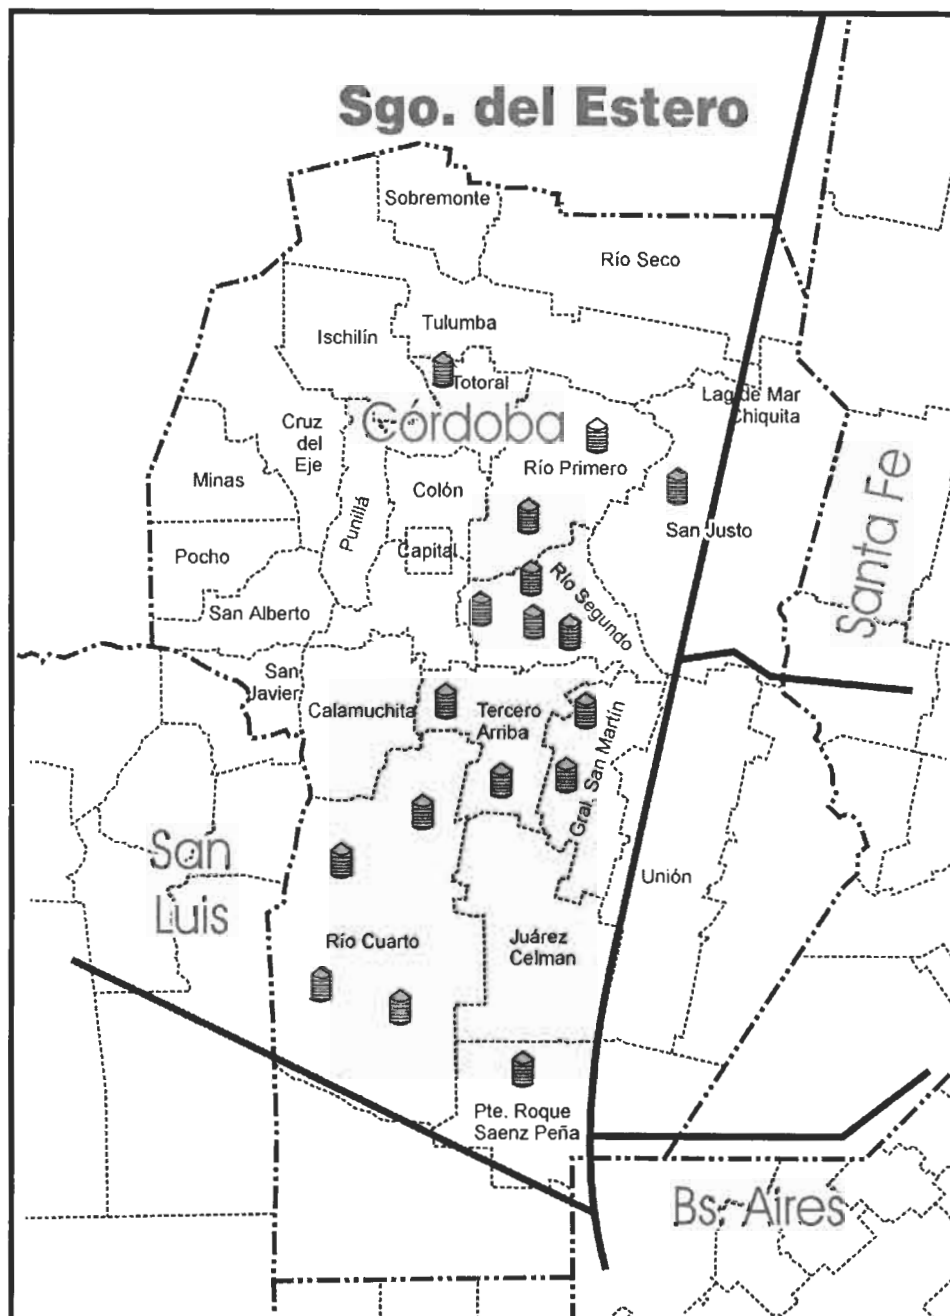 Sgo. del Estero
Sobremonte
Río Seco
Ischilín
Tulumba
Totoral
Lag de Mar
Chiquita
Córdoba
Cruz
del
Eje
Río Primero
Minas
Colón
Punilla
San Justo
Santa Fe
Pocho
Capital
Río Segundo
San Alberto
San
Javier
Calamuchita
Tercero
Arriba
Gral. San Martín
San
Luis
Unión
Río Cuarto
Juárez
Celman
Pte. Roque
Saenz Peña
Bs. Aires